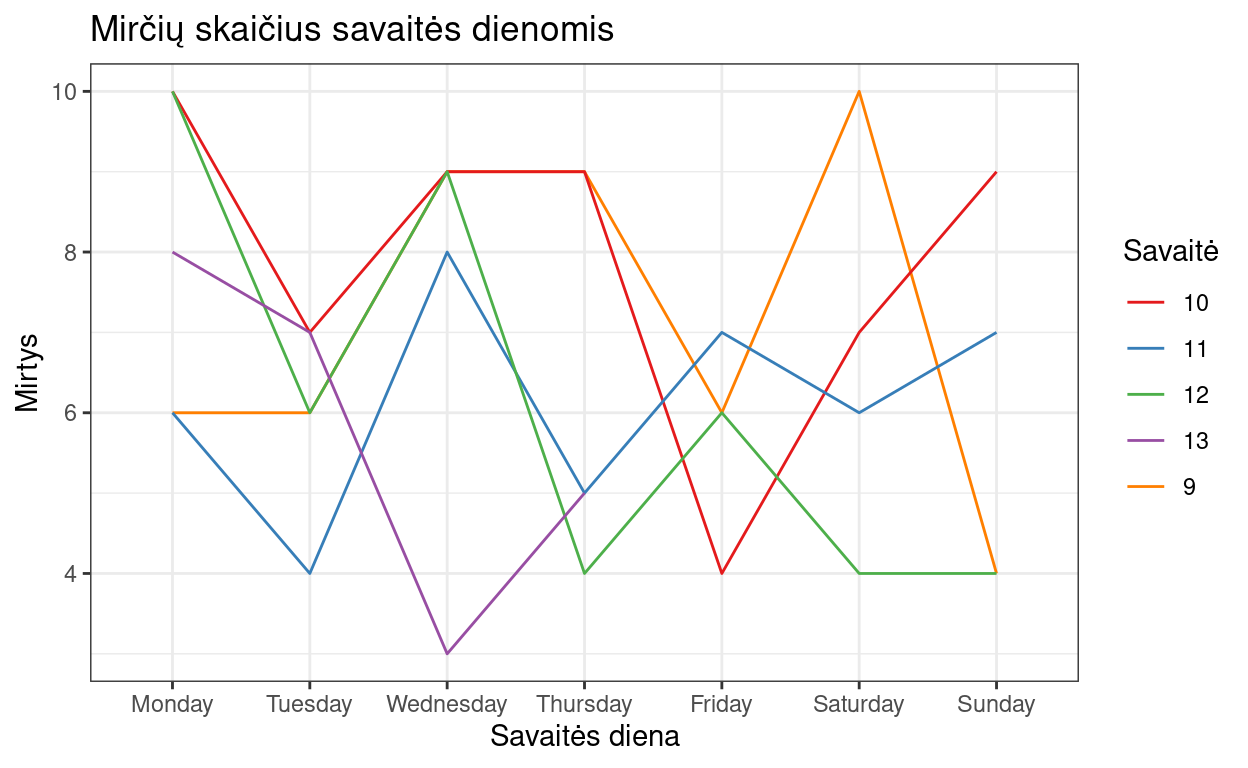 Mirčių skaičius savaitės dienomis
10
8
6
4
Mirtys
Monday Tuesday Wednesday Thursday Friday Saturday Sunday
Savaitės diena
Savaitė
10
11
12
13
9